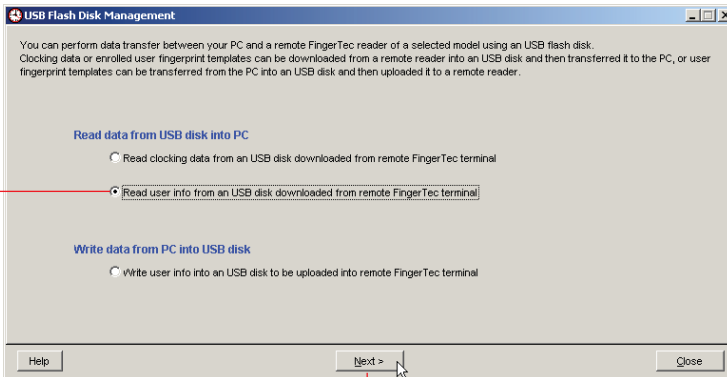 USB Flash Disk Management
You can perform data transfer between your PC and a remote FingerTec reader of a selected model using an USB flash disk.
Clocking data or enrolled user fingerprint templates can be downloaded from a remote reader into an USB disk and then transferred it to the PC, or user
fingerprint templates can be transferred from the PC into an USB disk and then uploaded it to a remote reader.
Read data from USB disk into PC
Read clocking data from an USB disk downloaded from remote FingerTec terminal
Read user info from an USB disk downloaded from remote FingerTec terminal
Write data from PC into USB disk
Write user info into an USB disk to be uploaded into remote FingerTec terminal
Help
Next >
Close